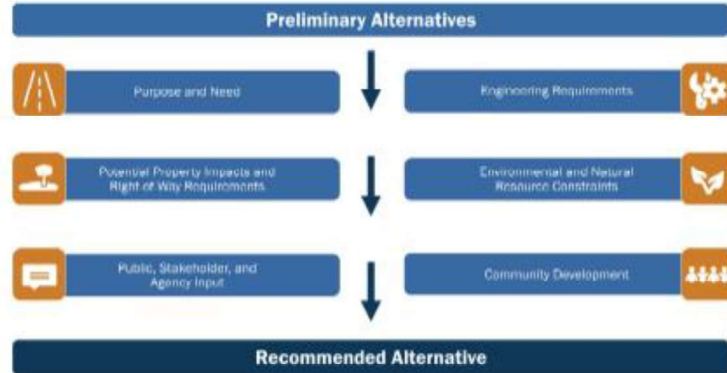 Preliminary Alternatives
Purpose and Need
Engineering Requirements
Potential Property Impacts and
Right of Way Requirements
Environmental and Natural
Resource Constraints
Public, Stakeholder, and
Agency Input
Community Development
Recommended Alternative